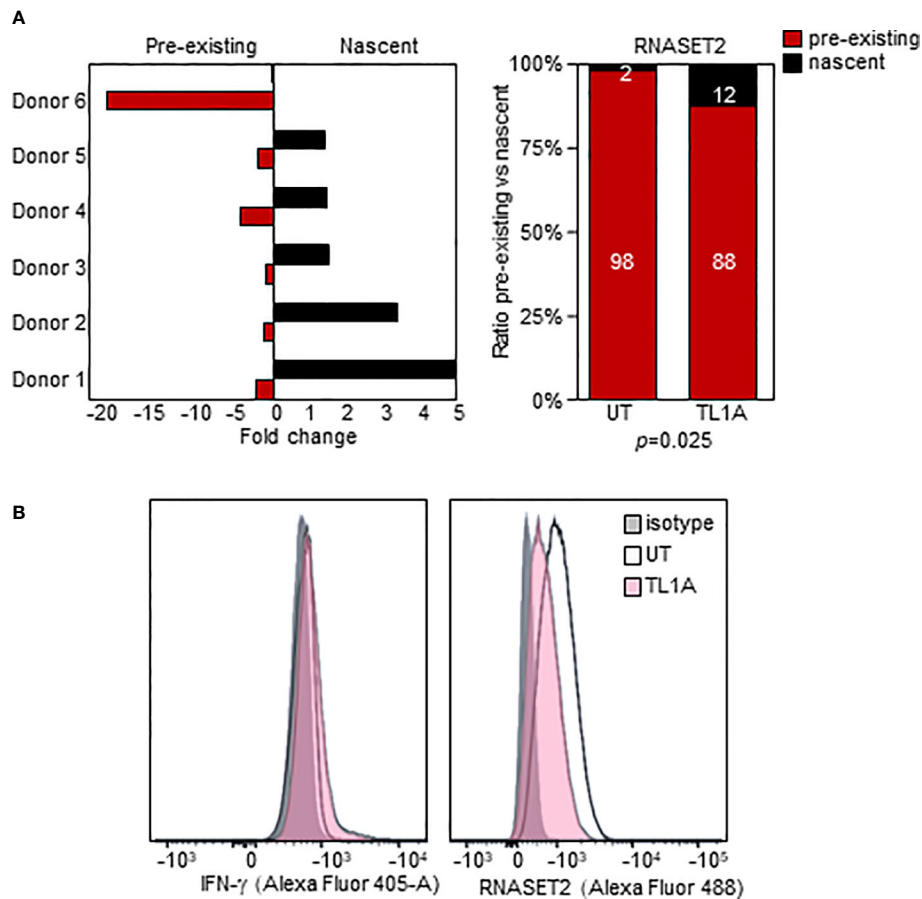 A
Pre-existing Nascent
Donor 6
Donor 5
Donor 4
Donor 3
Donor 2
Donor 1
-20 -15 -10 -5 0 1 2 3 4 5
Fold change
RNASET2
pre-existing
nascent
Ratio pre-existing vs nascent
100%
75%
50%
25%
0%
2
12
98
88
UT TL1A
p=0.025
B
isotype
UT
TL1A
-10³ 0 -10³ -10⁴
IFN-γ (Alexa Fluor 405-A)
-10³ 0 -10³ -10⁴ -10⁵
RNASET2 (Alexa Fluor 488)